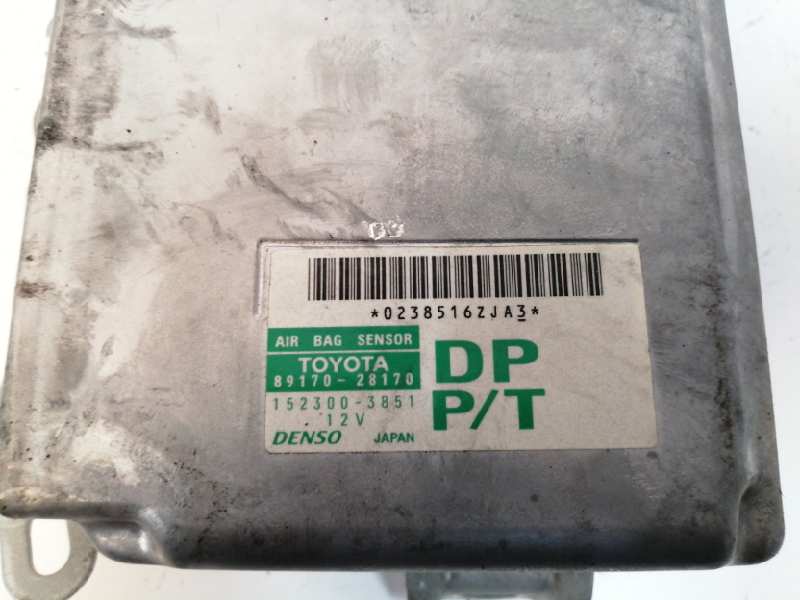 *0238516ZJA3*
AIR BAG SENSOR
TOYOTA
89170-28170
152300-3851
12V
DENSO JAPAN
DP
P/T